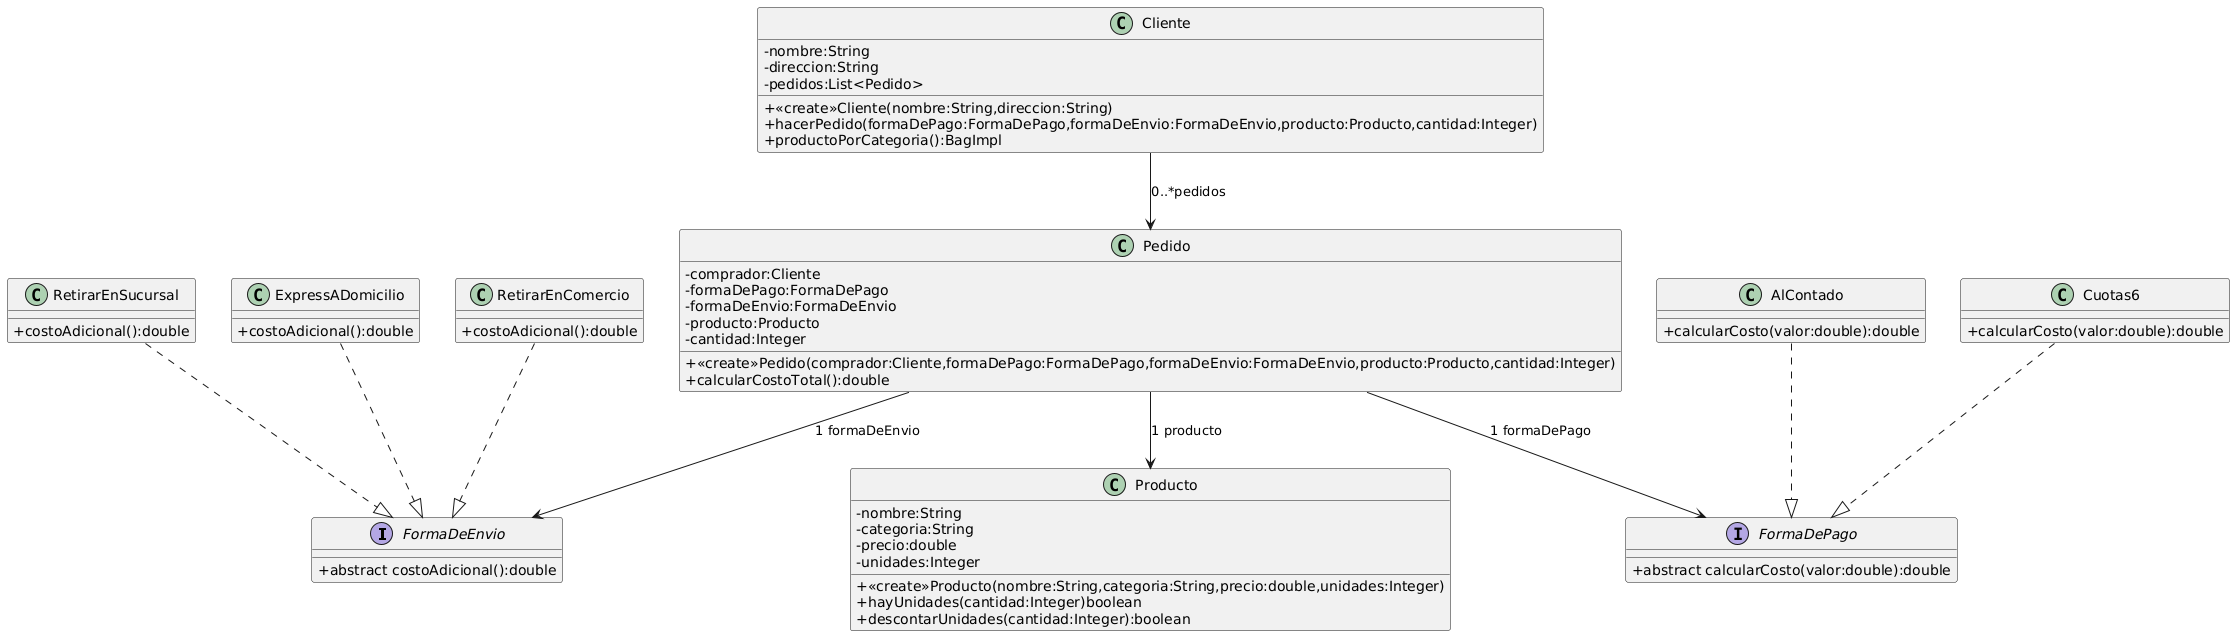 Cliente
-nombre:String
-direccion:String
-pedidos:List<Pedido>
+«create»Cliente(nombre:String,direccion:String)
+hacerPedido(formaDePago:FormaDePago,formaDeEnvio:FormaDeEnvio,producto:Producto,cantidad:Integer)
+productoPorCategoria():BagImpl
0..*pedidos
RetirarEnSucursal
+costoAdicional():double
ExpressADomicilio
+costoAdicional():double
RetirarEnComercio
+costoAdicional():double
Pedido
-comprador:Cliente
-formaDePago:FormaDePago
-formaDeEnvio:FormaDeEnvio
-producto:Producto
-cantidad:Integer
+«create»Pedido(comprador:Cliente,formaDePago:FormaDePago,formaDeEnvio:FormaDeEnvio,producto:Producto,cantidad:Integer)
+calcularCostoTotal():double
AlContado
+calcularCosto(valor:double):double
Cuotas6
+calcularCosto(valor:double):double
1 formaDeEnvio
1 producto
1 formaDePago
FormaDeEnvio
+abstract costoAdicional():double
Producto
-nombre:String
-categoria:String
-precio:double
-unidades:Integer
+«create»Producto(nombre:String,categoria:String,precio:double,unidades:Integer)
+hayUnidades(cantidad:Integer)boolean
+descontarUnidades(cantidad:Integer):boolean
FormaDePago
+abstract calcularCosto(valor:double):double